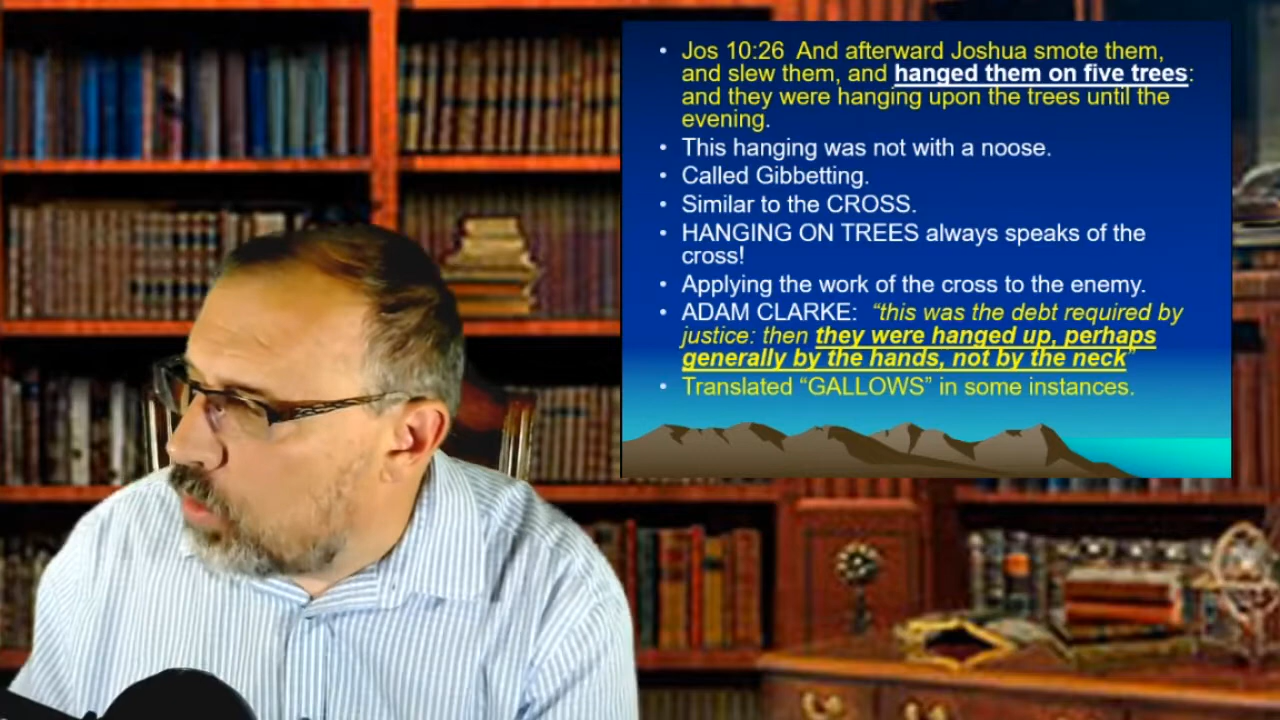 • Jos 10:26  And afterward Joshua smote them,
and slew them, and hanged them on five trees:
and they were hanging upon the trees until the
evening.
• This hanging was not with a noose.
• Called Gibbetting.
• Similar to the CROSS.
• HANGING ON TREES always speaks of the
cross!
• Applying the work of the cross to the enemy.
• ADAM CLARKE:  “this was the debt required by
justice: then they were hanged up, perhaps
generally by the hands, not by the neck”
• Translated “GALLOWS” in some instances.